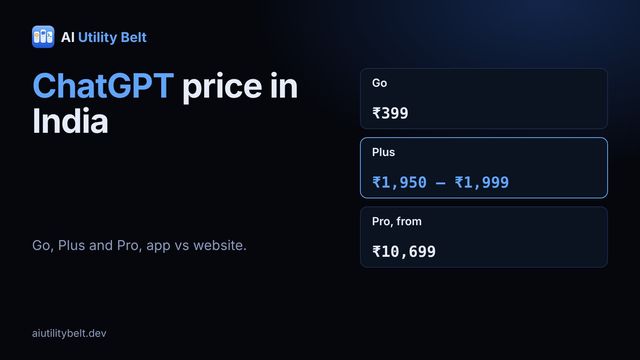 AI Utility Belt
ChatGPT price in
India
Go, Plus and Pro, app vs website.
aiutilitybelt.dev
Go
₹399
Plus
₹1,950 – ₹1,999
Pro, from
₹10,699